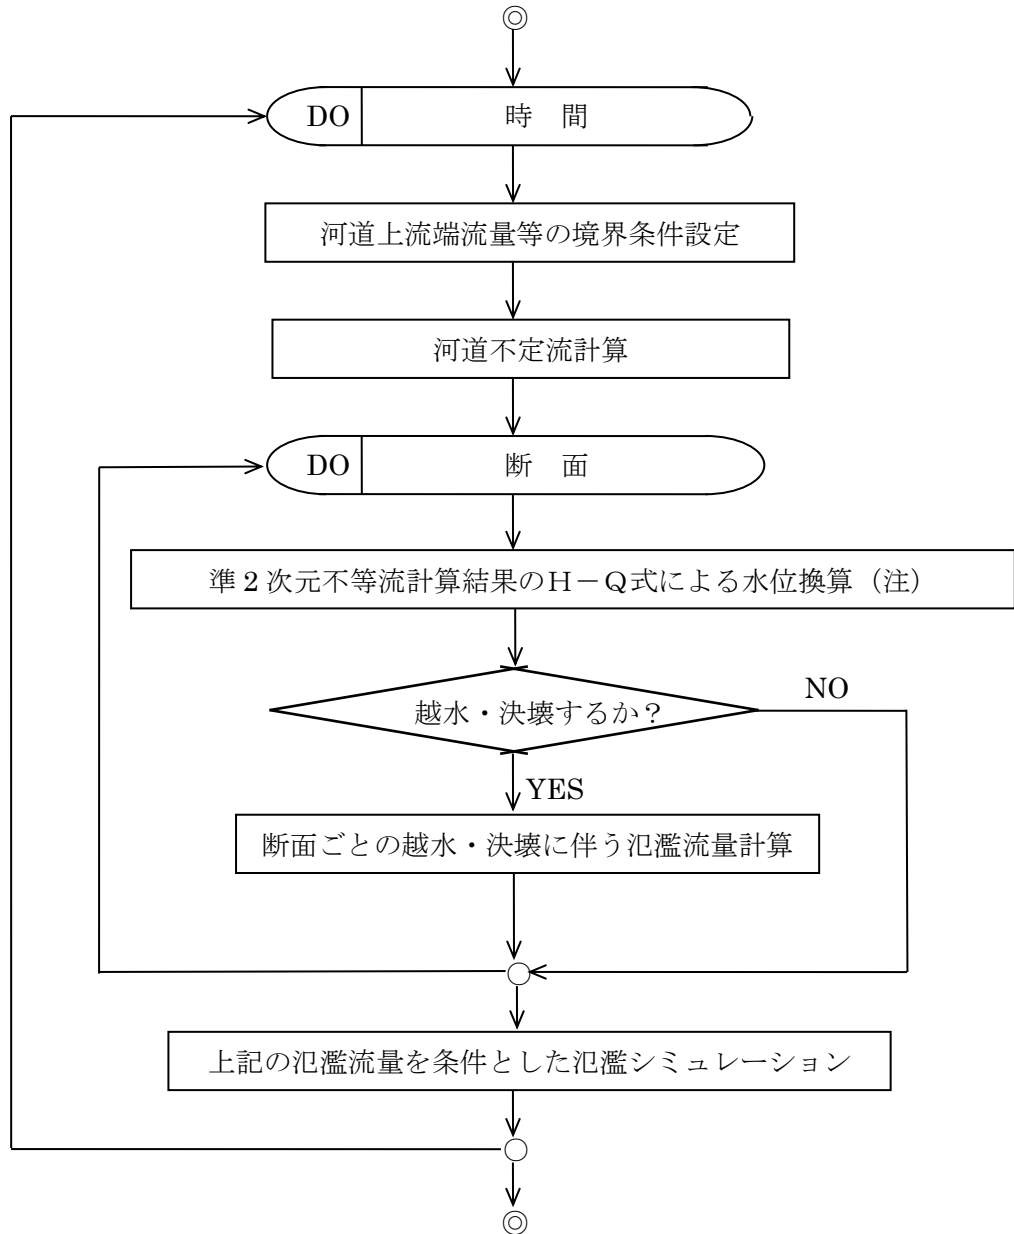 ◎
DO 時　間
河道上流端流量等の境界条件設定
河道不定流計算
DO 断　面
準2次元不等流計算結果のH－Q式による水位換算（注）
越水・決壊するか？
NO
YES
断面ごとの越水・決壊に伴う氾濫流量計算
○
上記の氾濫流量を条件とした氾濫シミュレーション
○
◎